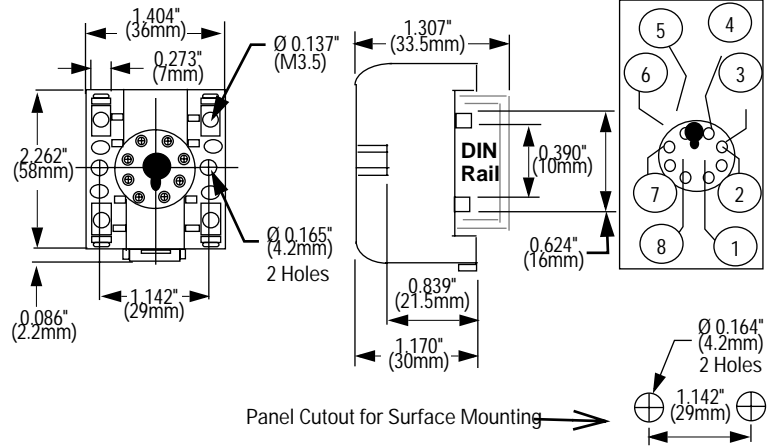 1.404"
(36mm)
0.273"
(7mm)
Ø 0.137"
(M3.5)
2.262"
(58mm)
Ø 0.165"
(4.2mm)
2 Holes
0.086"
(2.2mm)
1.142"
(29mm)
1.307"
(33.5mm)
DIN
Rail
0.390"
(10mm)
0.624"
(16mm)
0.839"
(21.5mm)
1.170"
(30mm)
5
4
6
3
7
2
8
1
Ø 0.164"
(4.2mm)
2 Holes
1.142"
(29mm)
Panel Cutout for Surface Mounting